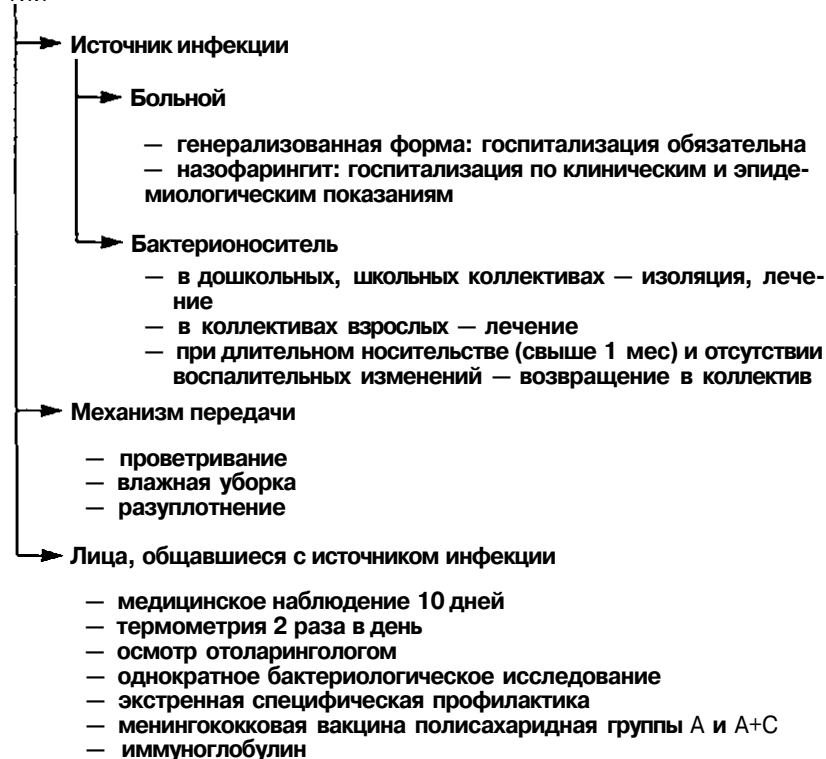 Источник инфекции
Больной
— генерализованная форма: госпитализация обязательна
— назофарингит: госпитализация по клиническим и эпиде-
миологическим показаниям
Бактерионоситель
— в дошкольных, школьных коллективах — изоляция, лече-
ние
— в коллективах взрослых — лечение
— при длительном носительстве (свыше 1 мес) и отсутствии
воспалительных изменений — возвращение в коллектив
Механизм передачи
— проветривание
— влажная уборка
— разуплотнение
Лица, общавшиеся с источником инфекции
— медицинское наблюдение 10 дней
— термометрия 2 раза в день
— осмотр отоларингологом
— однократное бактериологическое исследование
— экстренная специфическая профилактика
— менингококковая вакцина полисахаридная группы А и А+С
— иммуноглобулин